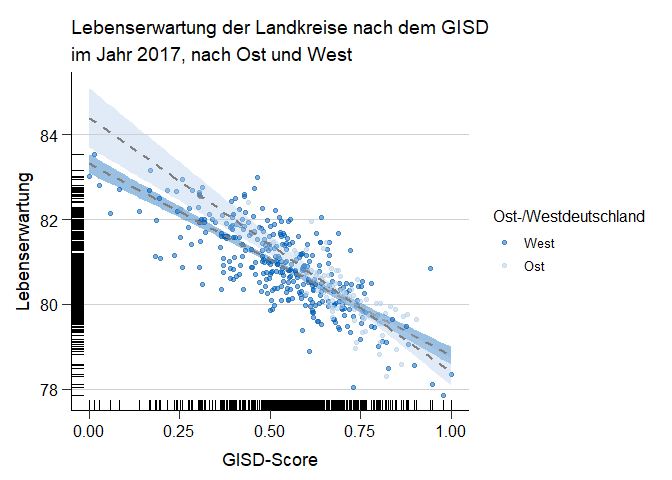 Lebenserwartung der Landkreise nach dem GISD
im Jahr 2017, nach Ost und West
84
82
80
78
Lebenserwartung
0.00 0.25 0.50 0.75 1.00
GISD-Score
Ost-/Westdeutschland
West
Ost